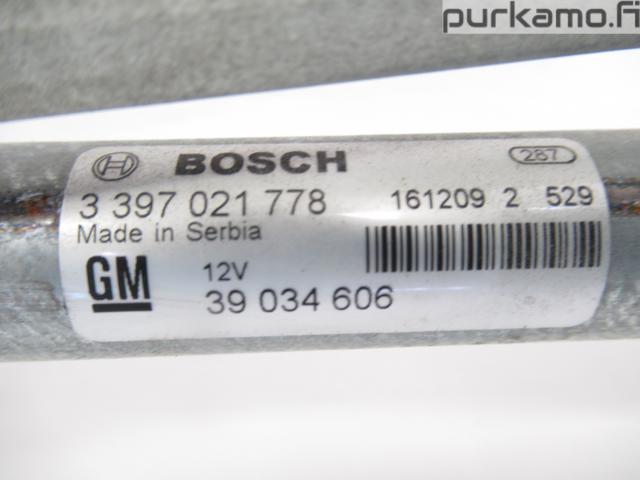 purkamo.fi
BOSCH 287
3 397 021 778 161209 2 529
Made in Serbia
GM 12V
39 034 606